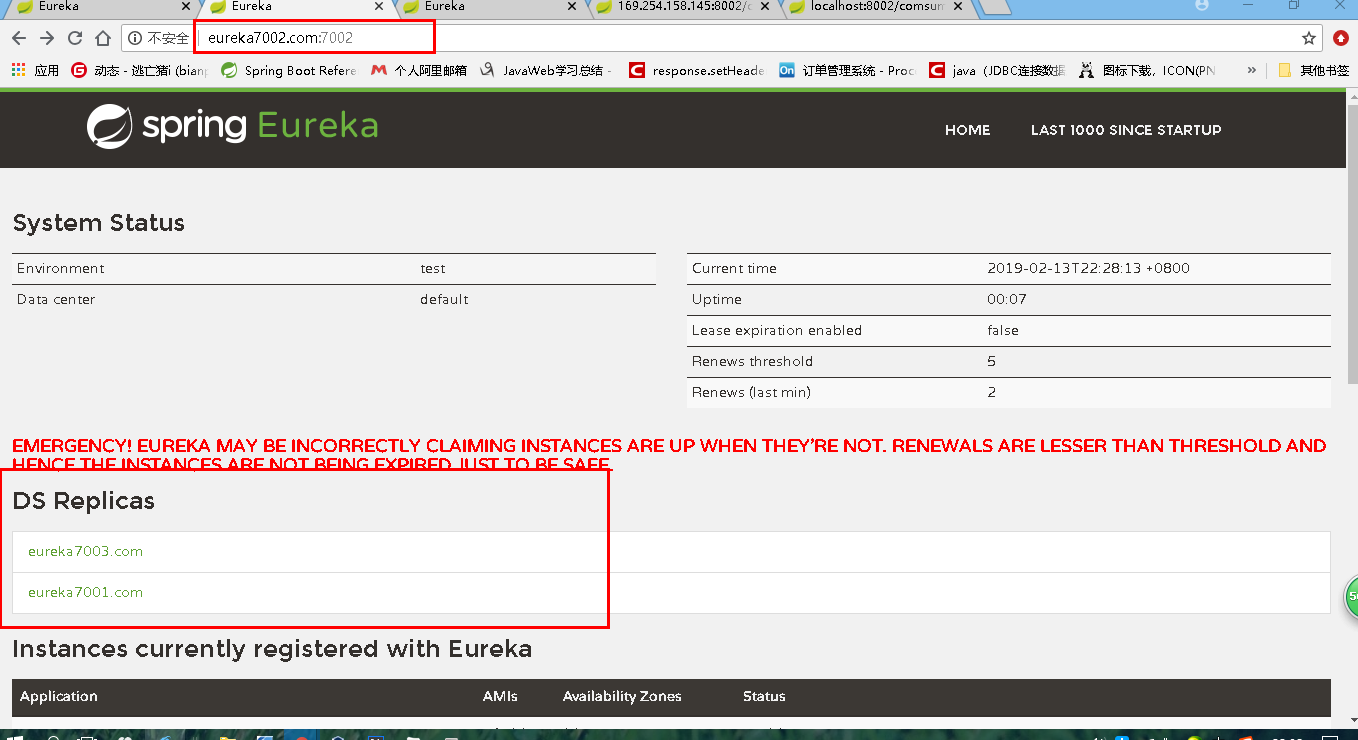 Eureka
Eureka
Eureka
169.254.158.145:8002/c
localhost:8002/comsum
不安全
eureka7002.com:7002
应用
动态 - 逃亡猪i (bianp
Spring Boot Refere
个人阿里邮箱
JavaWeb学习总结 -
response.setHeade
订单管理系统 - Proc
java（JDBC连接数据
图标下载，ICON(PN
»
其他书签
spring Eureka
HOME
LAST 1000 SINCE STARTUP
System Status
Environment test
Data center default
Current time 2019-02-13T22:28:13 +0800
Uptime 00:07
Lease expiration enabled false
Renews threshold 5
Renews (last min) 2
EMERGENCY! EUREKA MAY BE INCORRECTLY CLAIMING INSTANCES ARE UP WHEN THEY'RE NOT. RENEWALS ARE LESSER THAN THRESHOLD AND
HENCE THE INSTANCES ARE NOT BEING EXPIRED JUST TO BE SAFE.
DS Replicas
eureka7003.com
eureka7001.com
Instances currently registered with Eureka
Application AMIs Availability Zones Status